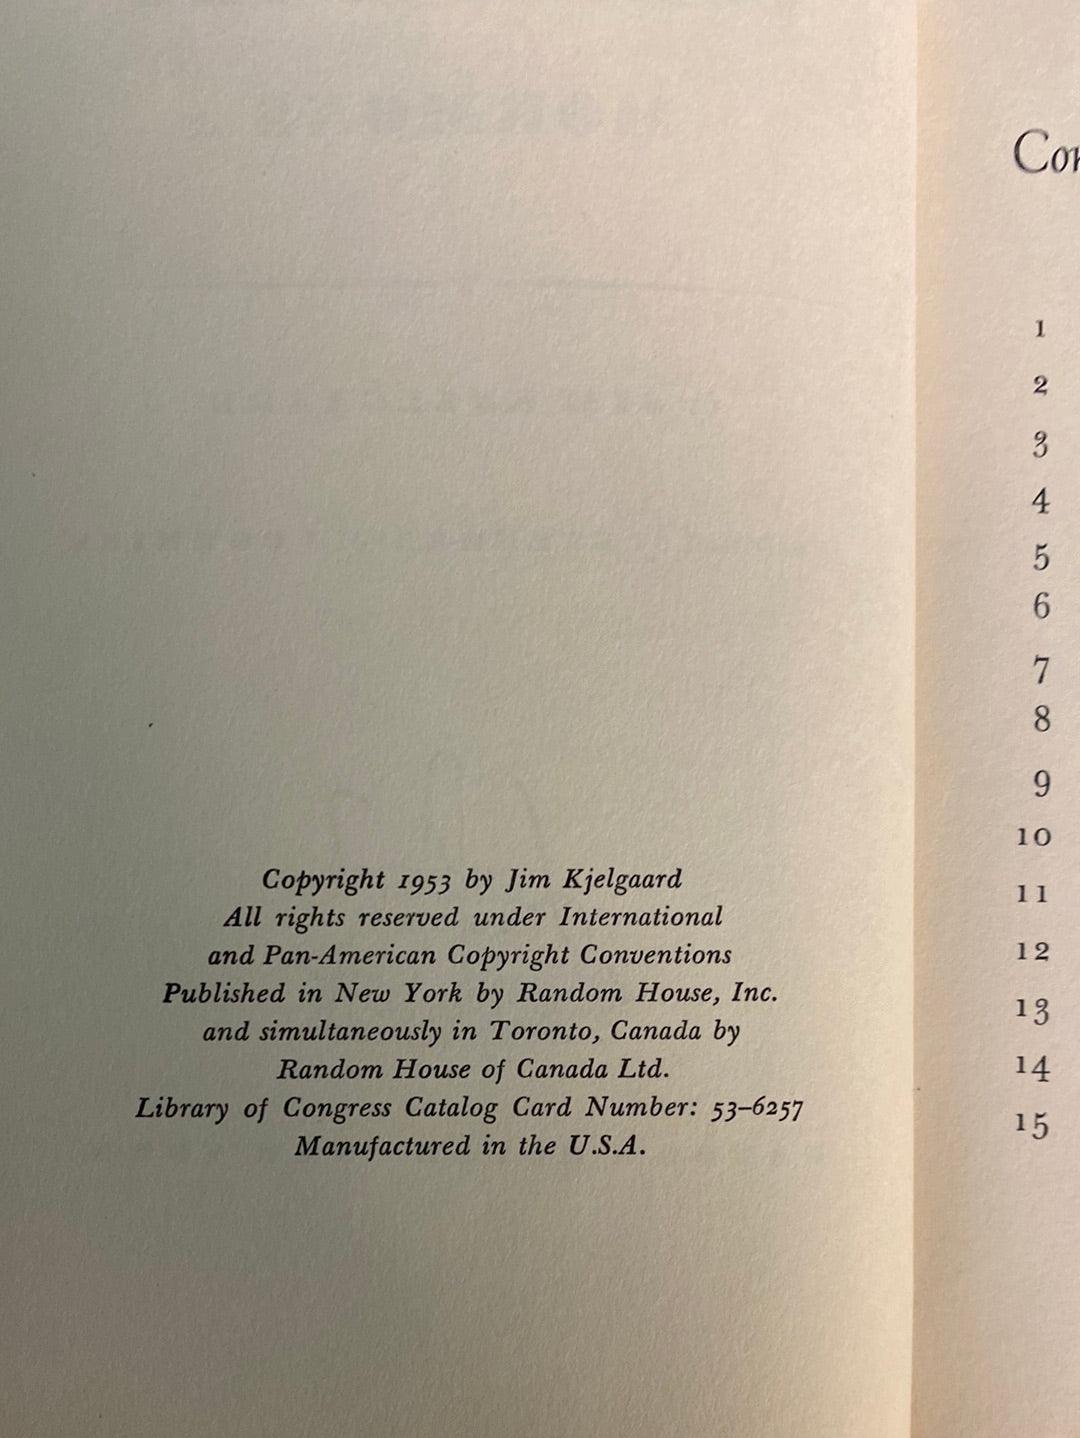 Copyright 1953 by Jim Kjelgaard
All rights reserved under International
and Pan-American Copyright Conventions
Published in New York by Random House, Inc.
and simultaneously in Toronto, Canada by
Random House of Canada Ltd.
Library of Congress Catalog Card Number: 53–6257
Manufactured in the U.S.A.
1
2
3
4
5
6
7
8
9
10
11
12
13
14
15